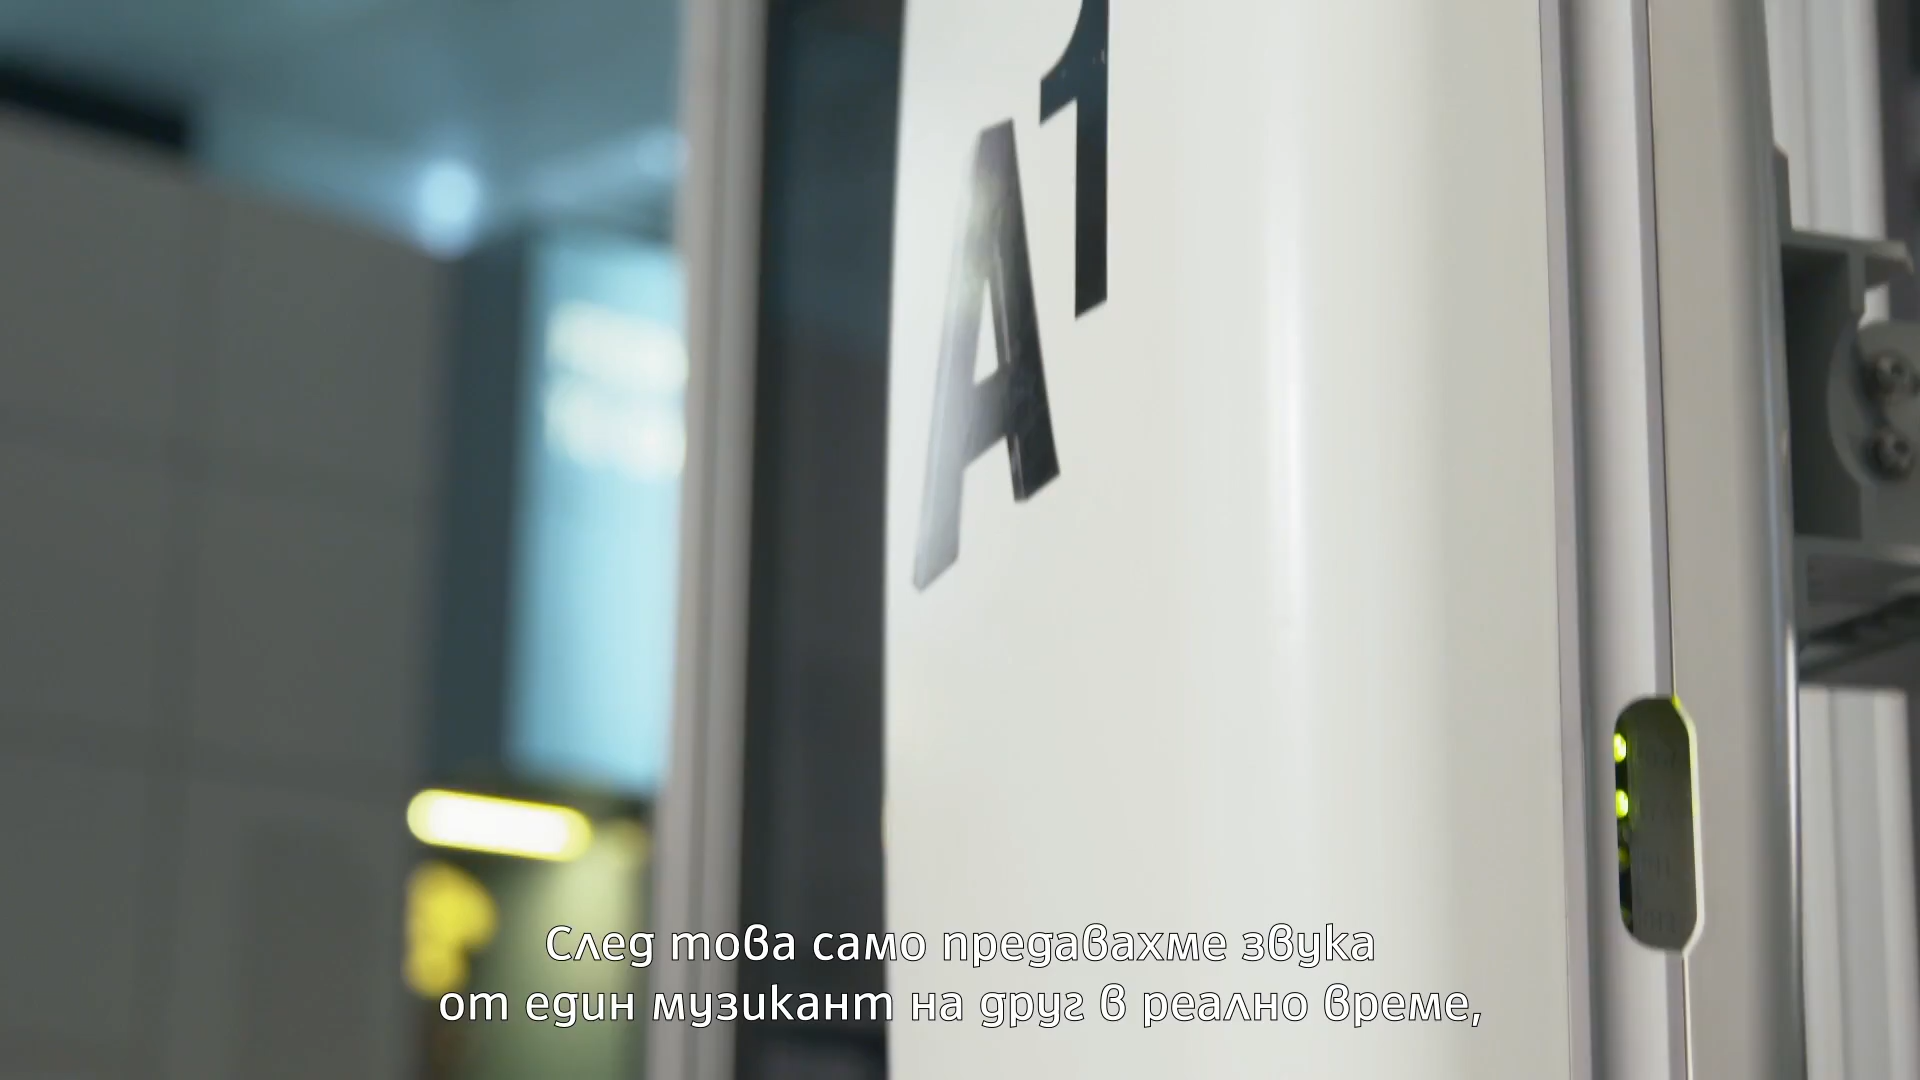 A1
След това само предавахме звука
от един музикант на друг в реално време,